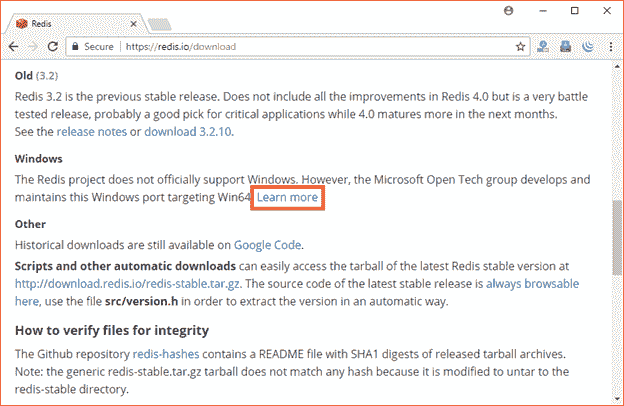 Redis
Secure https://redis.io/download
Old (3.2)
Redis 3.2 is the previous stable release. Does not include all the improvements in Redis 4.0 but is a very battle
tested release, probably a good pick for critical applications while 4.0 matures more in the next months.
See the release notes or download 3.2.10.
Windows
The Redis project does not officially support Windows. However, the Microsoft Open Tech group develops and
maintains this Windows port targeting Win64 Learn more
Other
Historical downloads are still available on Google Code.
Scripts and other automatic downloads can easily access the tarball of the latest Redis stable version at
http://download.redis.io/redis-stable.tar.gz. The source code of the latest stable release is always browsable
here, use the file src/version.h in order to extract the version in an automatic way.
How to verify files for integrity
The Github repository redis-hashes contains a README file with SHA1 digests of released tarball archives.
Note: the generic redis-stable.tar.gz tarball does not match any hash because it is modified to untar to the
redis-stable directory.